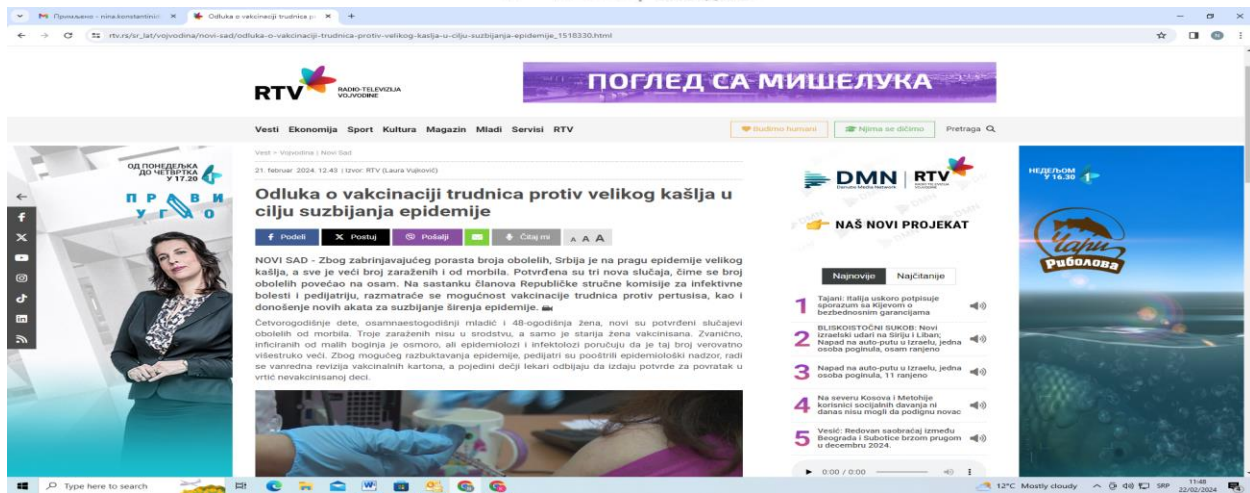 Odluka o vakcinaciji trudnica p
rtv.rs/sr_lat/vojvodina/novi-sad/odluka-o-vakcinaciji-trudnica-protiv-velikog-kaslja-u-cilju-suzbijanja-epidemije_1518330.html
RTV
RADIO-TELEVIZIJA
VOJVODINE
ПОГЛЕД СА МИШЕЛУКА
Vesti Ekonomija Sport Kultura Magazin Mladi Servisi RTV
Budimo humani
Njima se dičimo
Pretraga
Vest > Vojvodina | Novi Sad
21. februar 2024. 12.43 | Izvor: RTV (Laura Vujković)
Odluka o vakcinaciji trudnica protiv velikog kašlja u
cilju suzbijanja epidemije
Podeli
Postuj
Pošalji
Čitaj mi
A A A
NOVI SAD - Zbog zabrinjavajućeg porasta broja obolelih, Srbija je na pragu epidemije velikog
kašlja, a sve je veći broj zaraženih i od morbila. Potvrđena su tri nova slučaja, čime se broj
obolelih povećao na osam. Na sastanku članova Republičke stručne komisije za infektivne
bolesti i pedijatriju, razmatraće se mogućnost vakcinacije trudnica protiv pertusisa, kao i
donošenje novih akata za suzbijanje širenja epidemije.
Četvorogodišnje dete, osamnaestogodišnji mladić i 48-ogodišnja žena, novi su potvrđeni slučajevi
obolelih od morbila. Troje zaraženih nisu u srodstvu, a samo je starija žena vakcinisana. Zvanično,
inficiranih od malih boginja je osmoro, ali epidemiolozi i infektolozi poručuju da je taj broj verovatno
višestruko veći. Zbog mogućeg razbuktavanja epidemije, pedijatri su pooštrili epidemiološki nadzor, radi
se vanredna revizija vakcinalnih kartona, a pojedini dečji lekari odbijaju da izdaju potvrde za povratak u
vrtić nevakcinisanoj deci.
ОД ПОНЕДЕЉКА
ДО ЧЕТВРТКА
У 17.20
ПРАВИ
УГАО
DMN RTV
NAŠ NOVI PROJEKAT
Najnovije
Najčitanije
1 Tajani: Italija uskoro potpisuje
sporazum sa Kijevom o
bezbednosnim garancijama
2 BLISKOISTOČNI SUKOB: Novi
izraelski udari na Siriju i Liban;
Napad na auto-putu u Izraelu, jedna
osoba poginula, osam ranjeno
3 Napad na auto-putu u Izraelu, jedna
osoba poginula, 11 ranjeno
4 Na severu Kosova i Metohije
korisnici socijalnih davanja ni
danas nisu mogli da podignu novac
5 Vesić: Redovan saobraćaj između
Beograda i Subotice brzom prugom
u decembru 2024.
0:00 / 0:00
НЕДЕЉОМ
У 16.30
Чари
Риболова
Type here to search
12°C Mostly cloudy
SRP
11:48
22/02/2024